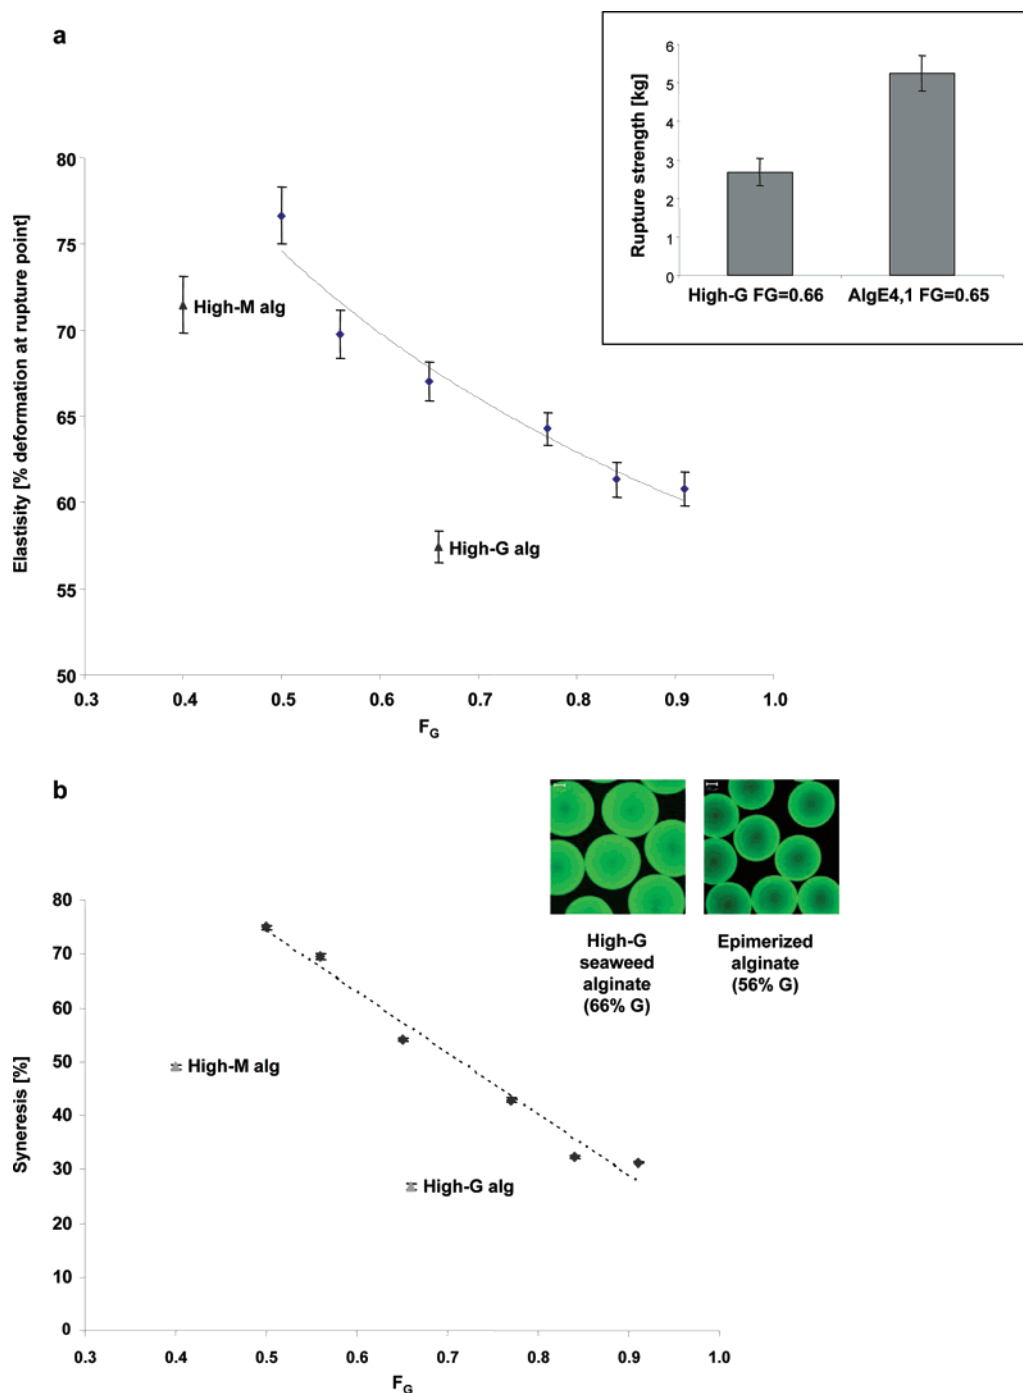 a
Elastisity [% deformation at rupture point]
80
75
70
65
60
55
50
0.3 0.4 0.5 0.6 0.7 0.8 0.9 1.0
F_G
High-M alg
High-G alg
Rupture strength [kg]
6
5
4
3
2
1
0
High-G FG=0.66 AlgE4,1 FG=0.65
b
High-G
seaweed
alginate
(66% G)
Epimerized
alginate
(56% G)
Syneresis [%]
80
70
60
50
40
30
20
10
0
0.3 0.4 0.5 0.6 0.7 0.8 0.9 1.0
F_G
High-M alg
High-G alg